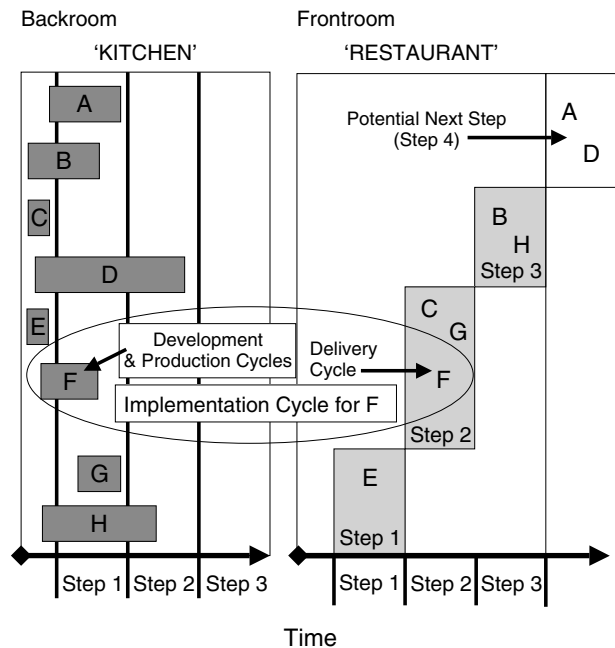 Backroom
Frontroom
‘KITCHEN’
‘RESTAURANT’
A
B
C
D
E
F
G
H
Development
& Production Cycles
Implementation Cycle for F
Delivery
Cycle
Potential Next Step
(Step 4)
A
D
B
H
Step 3
C
G
F
Step 2
E
Step 1
Step 1
Step 2
Step 3
Step 1
Step 2
Step 3
Time